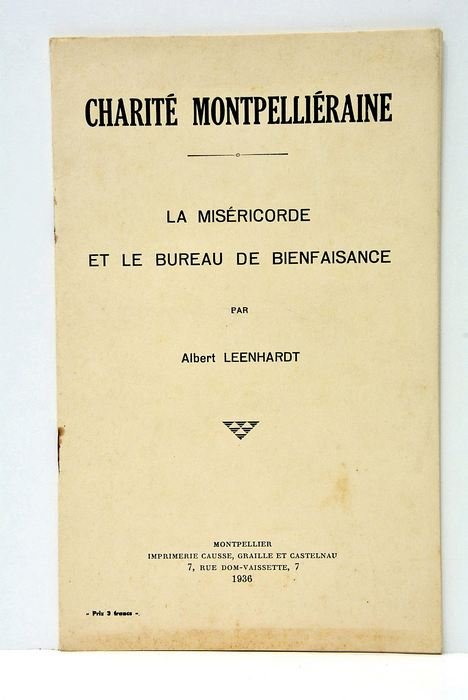 CHARITÉ MONTPELLIÉRAINE
LA MISÉRICORDE
ET LE BUREAU DE BIENFAISANCE
PAR
Albert LEENHARDT
MONTPELLIER
IMPRIMERIE CAUSSE, GRAILLE ET CASTELNAU
7, RUE DOM-VAISSETTE, 7
1936
- Prix 3 francs -